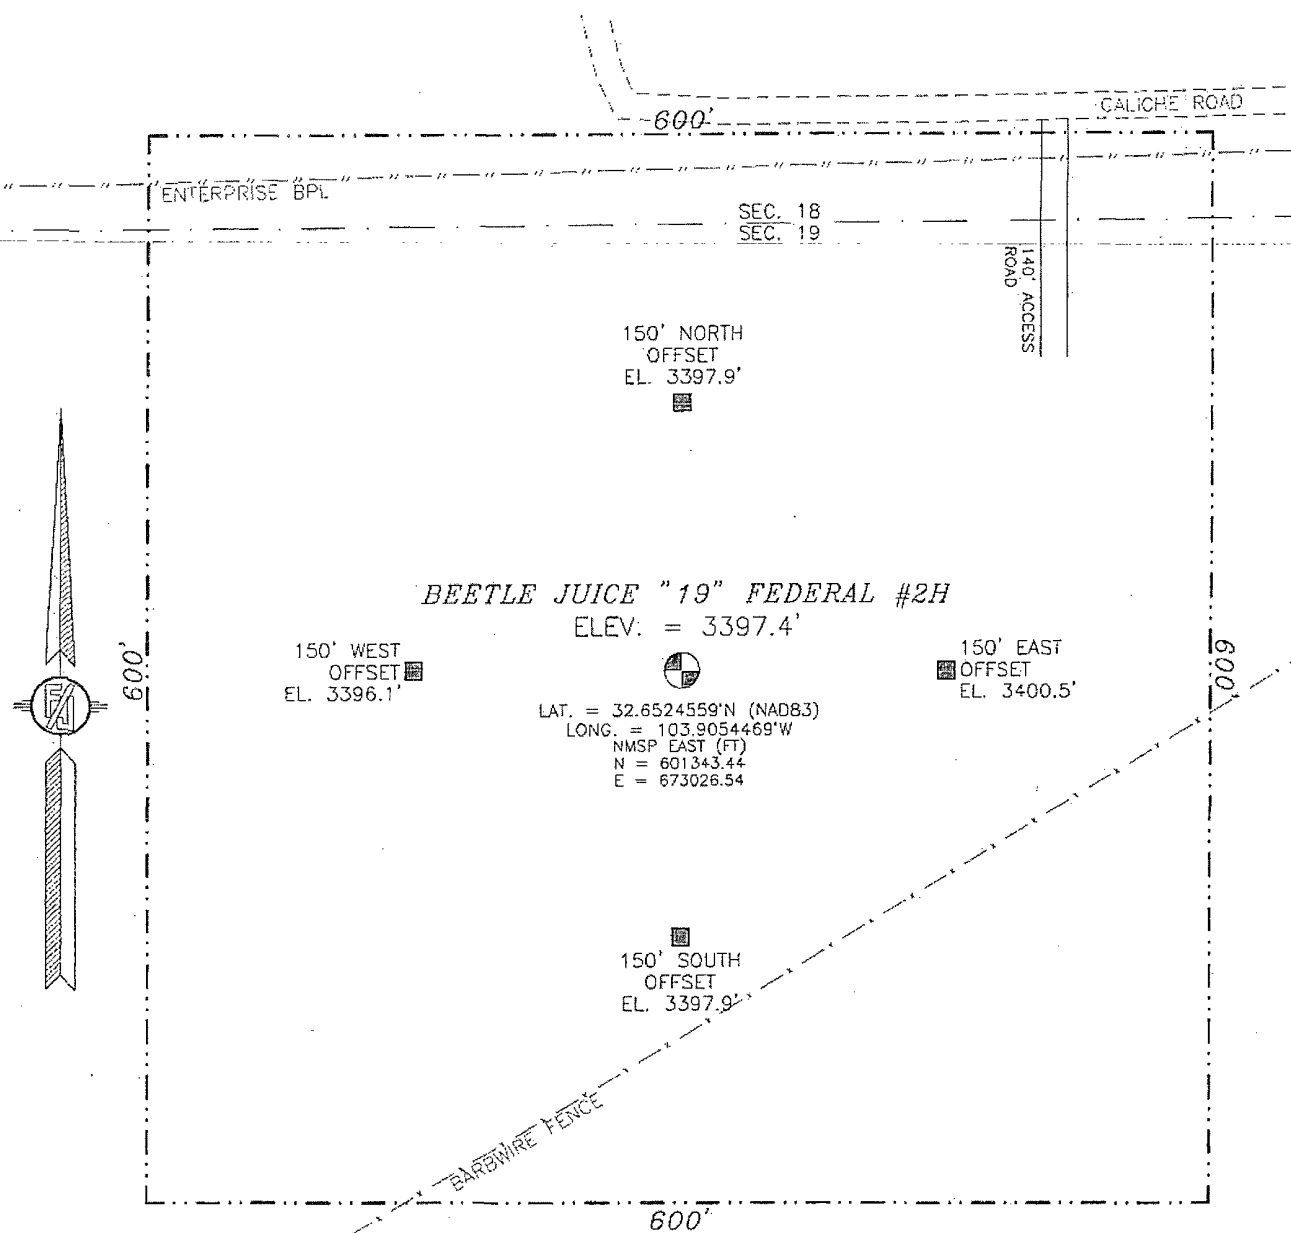 CALICHE ROAD
600'
ENTERPRISE BPL
SEC. 18
SEC. 19
140' ACCESS
ROAD
150' NORTH
OFFSET
EL. 3397.9'
BEETLE JUICE "19" FEDERAL #2H
ELEV. = 3397.4'
600'
150' WEST
OFFSET
EL. 3396.1'
150' EAST
OFFSET
EL. 3400.5'
600'
LAT. = 32.6524559°N (NAD83)
LONG. = 103.9054469°W
NMSP EAST (FT)
N = 601343.44
E = 673026.54
150' SOUTH
OFFSET
EL. 3397.9'
BARBWIRE FENCE
600'